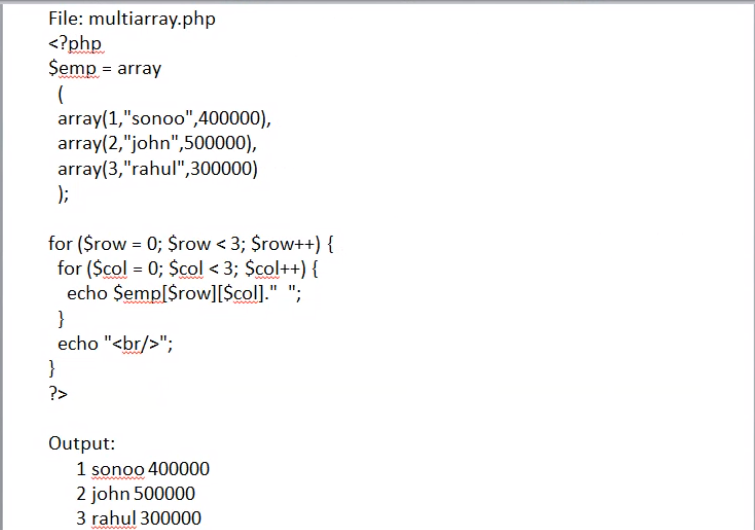 File: multiarray.php
<?php
$emp = array
(
array(1,"sonoo",400000),
array(2,"john",500000),
array(3,"rahul",300000)
);
for ($row = 0; $row < 3; $row++) {
for ($col = 0; $col < 3; $col++) {
echo $emp[$row][$col]."  ";
}
echo "<br/>";
}
?>
Output:
1 sonoo 400000
2 john 500000
3 rahul 300000